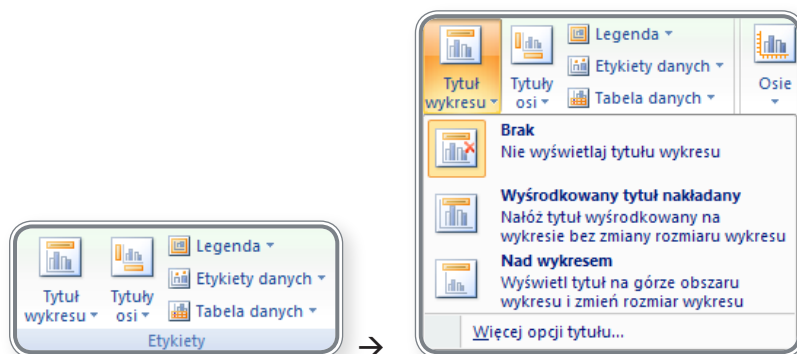 Tytuł
wykresu
Tytuły
osi
Legenda
Etykiety danych
Tabela danych
Etykiety
→
Tytuł
wykresu
Tytuły
osi
Legenda
Etykiety danych
Tabela danych
Osie
Brak
Nie wyświetlaj tytułu wykresu
Wyśrodkowany tytuł nakładany
Nałóż tytuł wyśrodkowany na
wykresie bez zmiany rozmiaru wykresu
Nad wykresem
Wyświetl tytuł na górze obszaru
wykresu i zmień rozmiar wykresu
Więcej opcji tytułu...